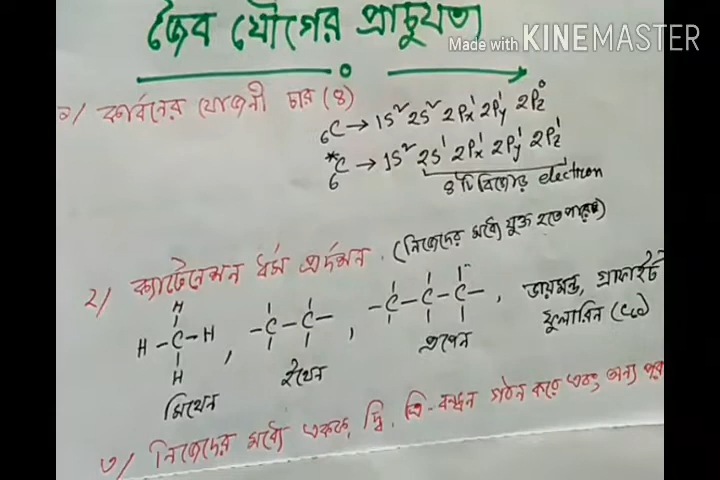 জৈব যৌগের প্রাচুর্যতা
Made with KINEMASTER
১/ কার্বনের যোজনী চার (৪)
₆C → 1S² 2S² 2Px¹ 2Py¹ 2Pz⁰
*₆C → 1S² 2S¹ 2Px¹ 2Py¹ 2Pz¹
৪টি বিজোড় electron
২/ ক্যাটেনেশন ধর্ম প্রদর্শন. (নিজেদের মধ্যে যুক্ত হতে পারে)
H
H-C-H , -C-C- , -C-C-C- , ডায়মন্ড, গ্রাফাইট
H
মিথেন ইথেন প্রপেন ফুলারিন (C₆₀)
৩/ নিজেদের মধ্যে একক, দ্বি, ত্রি-বন্ধন গঠন করে এবং অন্য